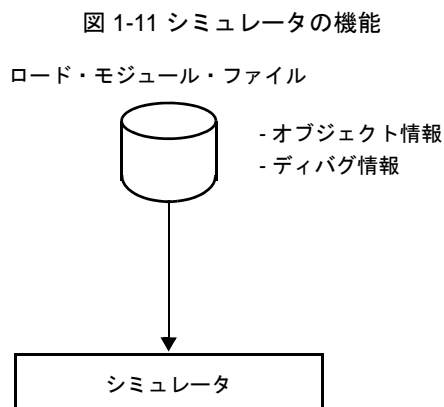 図 1-11 シミュレータの機能
ロード・モジュール・ファイル
- オブジェクト情報
- ディバグ情報
シミュレータ